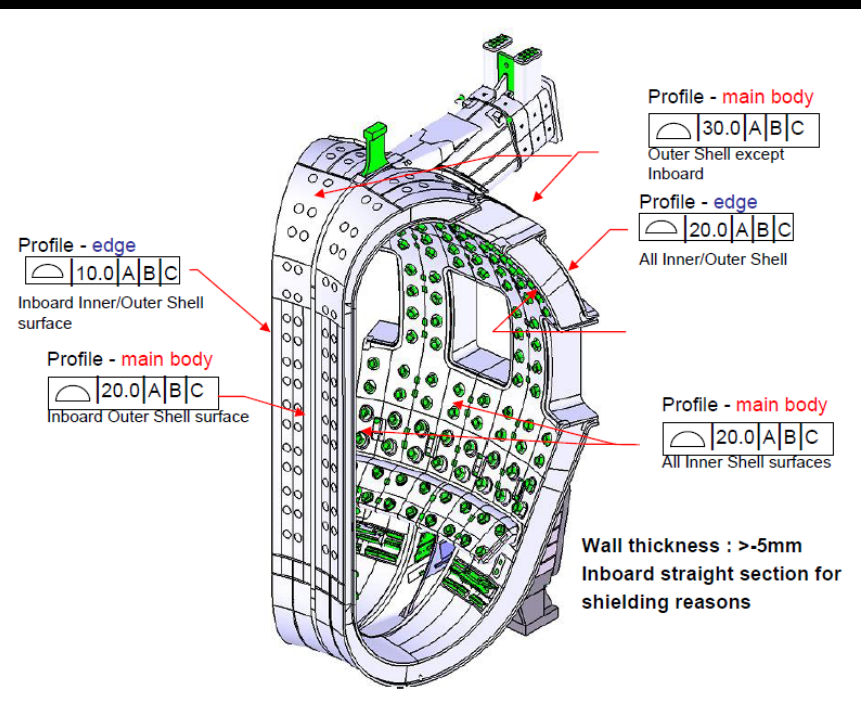 Profile - main body
⌓|30.0|A|B|C
Outer Shell except
Inboard
Profile - edge
⌓|20.0|A|B|C
All Inner/Outer Shell
Profile - edge
⌓|10.0|A|B|C
Inboard Inner/Outer Shell
surface
Profile - main body
⌓|20.0|A|B|C
Inboard Outer Shell surface
Profile - main body
⌓|20.0|A|B|C
All Inner Shell surfaces
Wall thickness : >-5mm
Inboard straight section for
shielding reasons